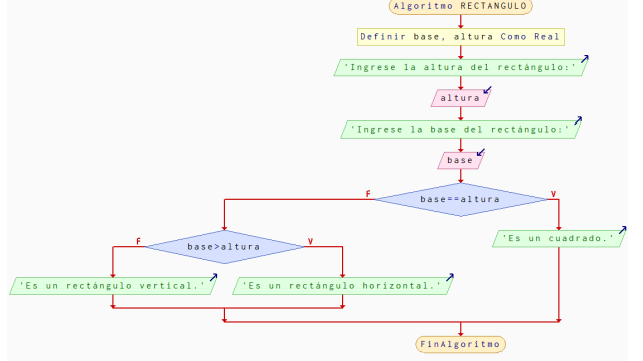 Algoritmo RECTANGULO
Definir base, altura Como Real
'Ingrese la altura del rectángulo:'
altura
'Ingrese la base del rectángulo:'
base
base==altura
F
V
base>altura
F
V
'Es un cuadrado.'
'Es un rectángulo vertical.'
'Es un rectángulo horizontal.'
FinAlgoritmo